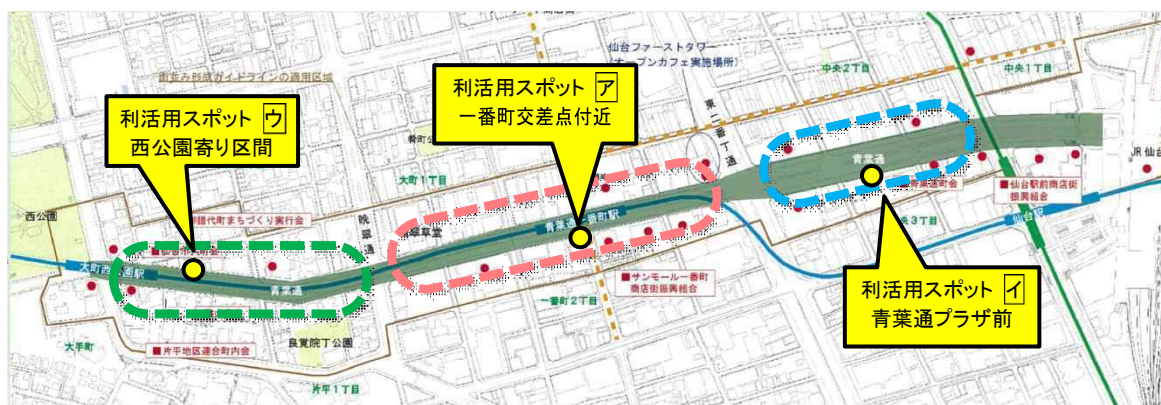 街並み形成ガイドラインの適用区域
仙台ファーストタワー
(オープンカフェ実施場所)
中央2丁目
中央1丁目
利活用スポット ア
一番町交差点付近
利活用スポット ウ
西公園寄り区間
東二番丁通
肴町公
大町1丁目
青葉通
JR 仙台
■青葉通町会
■仙台駅前商店街
振興組合
西公園
晩翠通
晩翠草堂
青葉通一番町駅
仙台駅
大町西公園駅
青葉通
■サンモール一番町
商店街振興組合
利活用スポット イ
青葉通プラザ前
一番町2丁目
大手町
■片平地区連合町内会
良覚院丁公園
片平1丁目